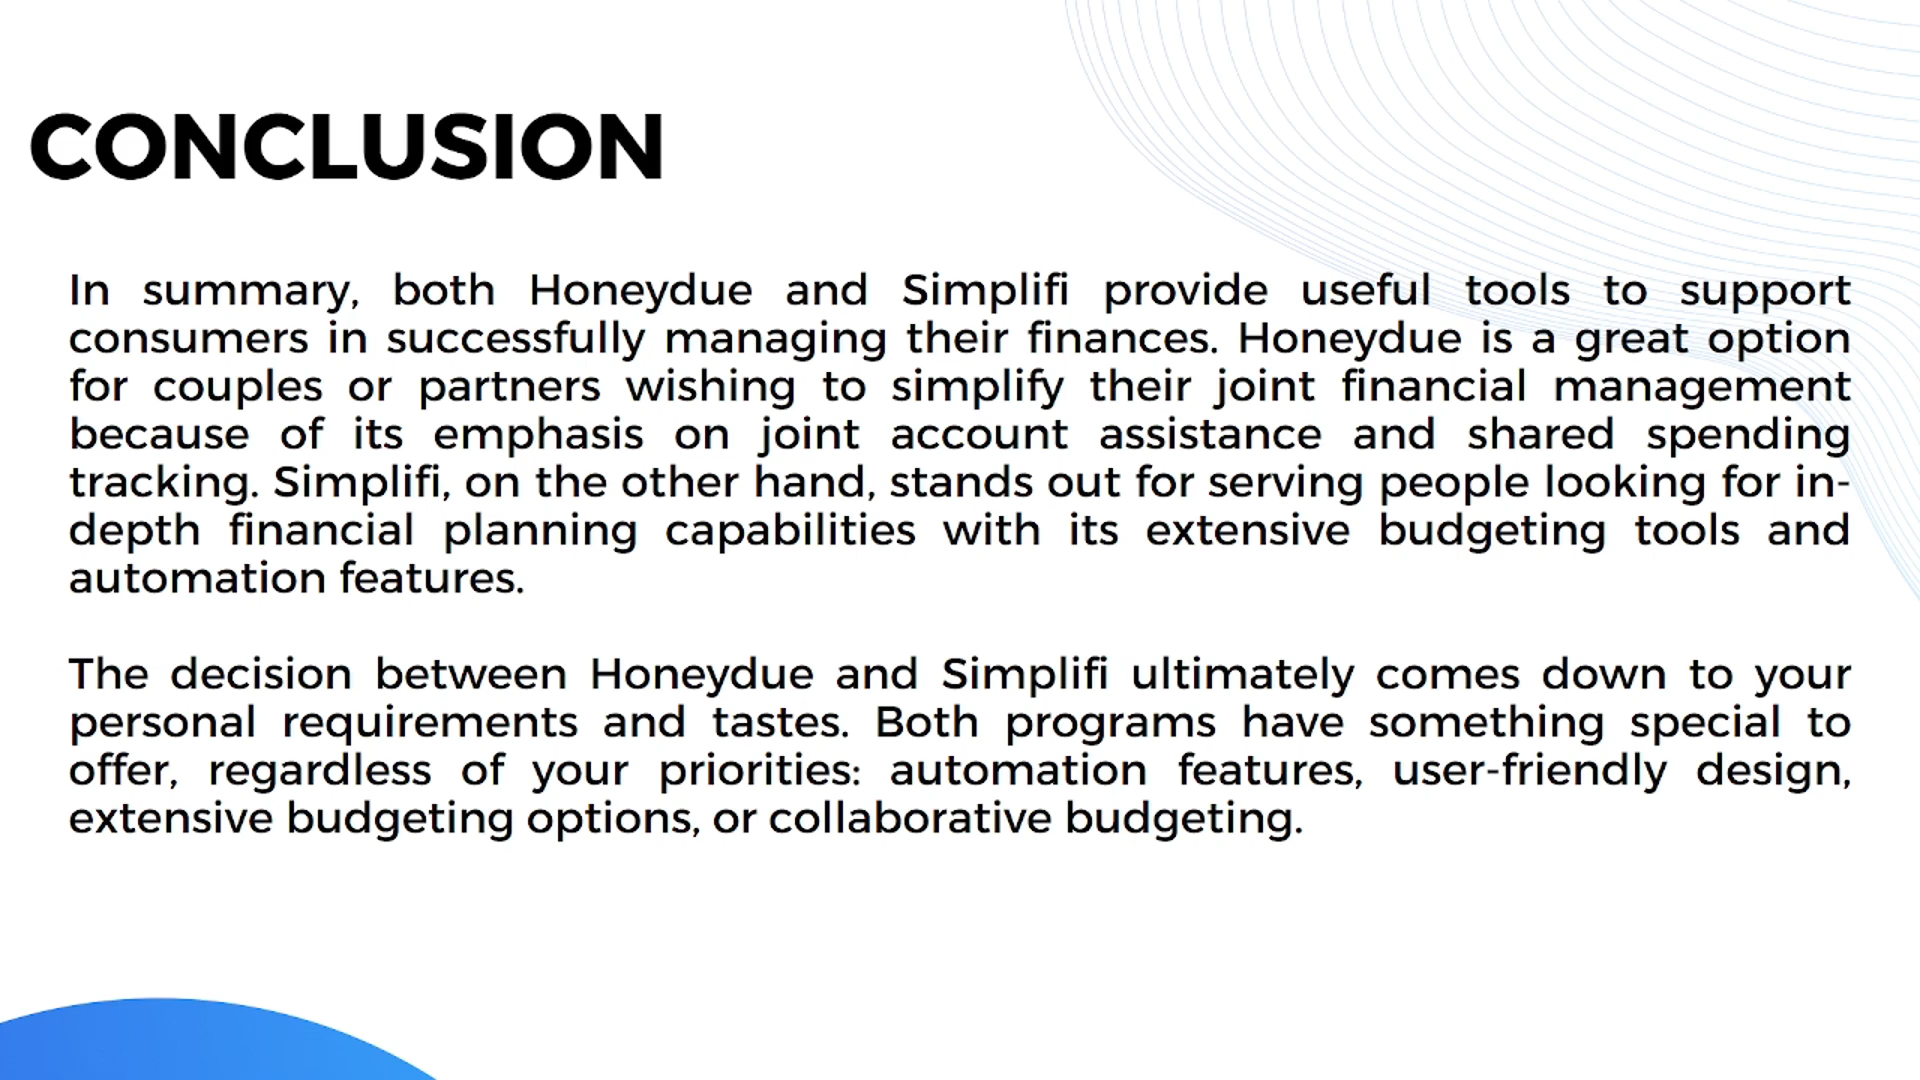 CONCLUSION
In summary, both Honeydue and Simplifi provide useful tools to support
consumers in successfully managing their finances. Honeydue is a great option
for couples or partners wishing to simplify their joint financial management
because of its emphasis on joint account assistance and shared spending
tracking. Simplifi, on the other hand, stands out for serving people looking for in-
depth financial planning capabilities with its extensive budgeting tools and
automation features.
The decision between Honeydue and Simplifi ultimately comes down to your
personal requirements and tastes. Both programs have something special to
offer, regardless of your priorities: automation features, user-friendly design,
extensive budgeting options, or collaborative budgeting.